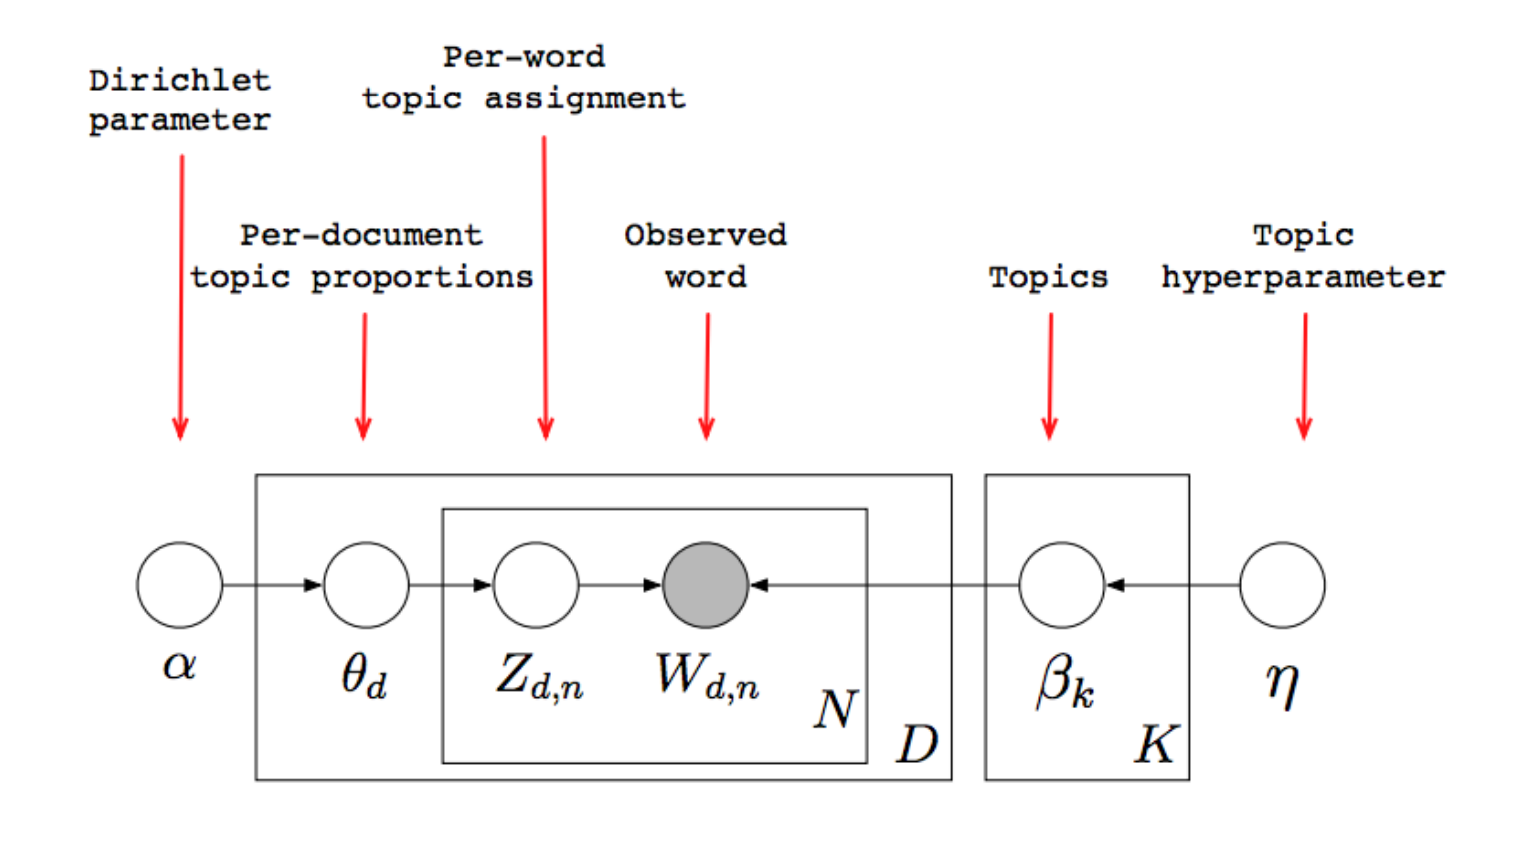 Dirichlet
parameter
Per-word
topic assignment
Per-document
topic proportions
Observed
word
Topics
Topic
hyperparameter
α
θd
Zd,n
Wd,n
N
D
βk
K
η